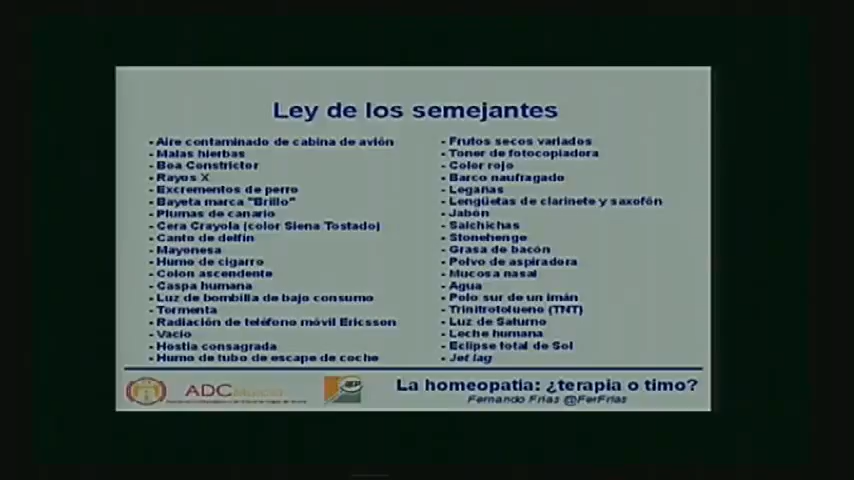 Ley de los semejantes
- Aire contaminado de cabina de avión
- Malas hierbas
- Boa Constrictor
- Rayos X
- Excrementos de perro
- Bayeta marca "Brillo"
- Plumas de canario
- Cera Crayola (color Siena Tostado)
- Canto de delfín
- Mayonesa
- Humo de cigarro
- Colon ascendente
- Caspa humana
- Luz de bombilla de bajo consumo
- Tormenta
- Radiación de teléfono móvil Ericsson
- Vacío
- Hostia consagrada
- Humo de tubo de escape de coche
- Frutos secos variados
- Toner de fotocopiadora
- Color rojo
- Barco naufragado
- Legañas
- Lengüetas de clarinete y saxofón
- Jabón
- Salchichas
- Stonehenge
- Grasa de bacón
- Polvo de aspiradora
- Mucosa nasal
- Agua
- Polo sur de un imán
- Trinitrotolueno (TNT)
- Luz de Saturno
- Leche humana
- Eclipse total de Sol
- Jet lag
ADC Murcia
La homeopatía: ¿terapia o timo?
Fernando Frías @FerFrias